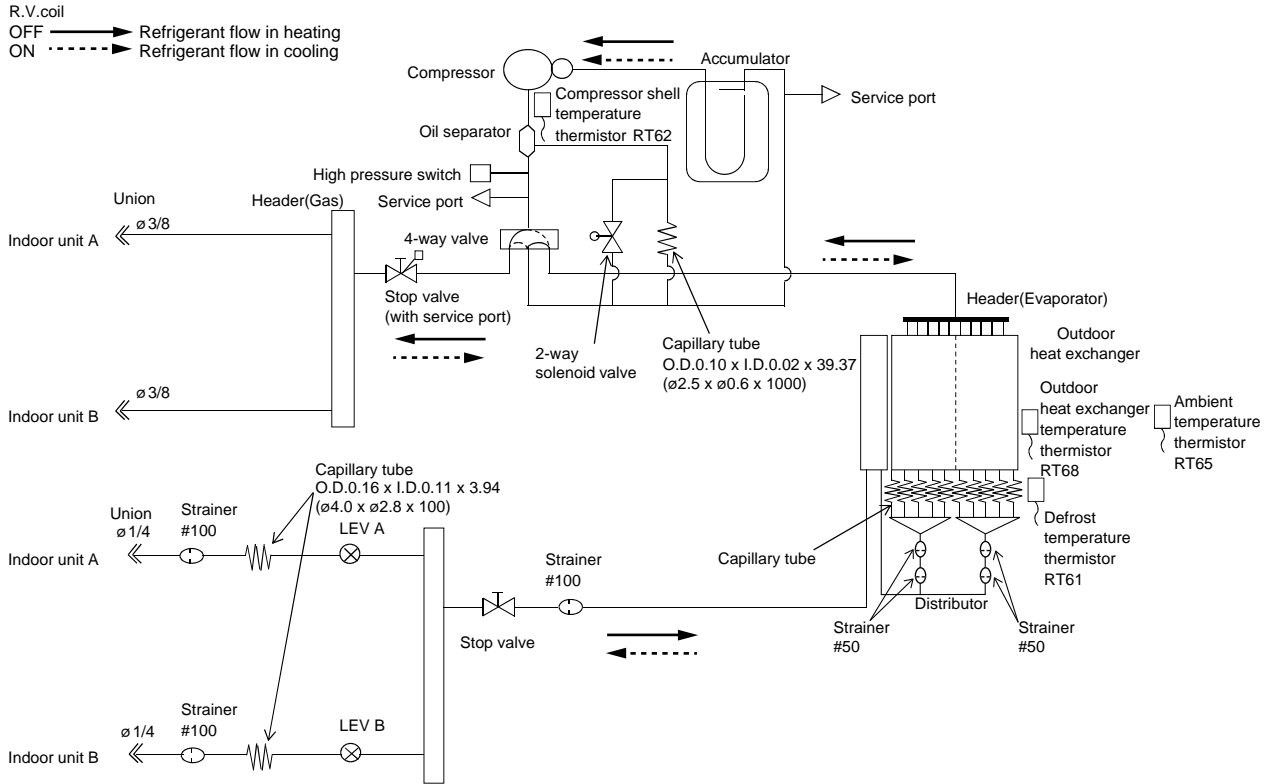 R.V.coil
OFF Refrigerant flow in heating
ON Refrigerant flow in cooling
Compressor
Accumulator
Service port
Compressor shell
temperature
thermistor RT62
Oil separator
High pressure switch
Service port
Union
ø 3/8
Header(Gas)
Indoor unit A
4-way valve
Stop valve
(with service port)
2-way
solenoid valve
Capillary tube
O.D.0.10 x I.D.0.02 x 39.37
(ø2.5 x ø0.6 x 1000)
Header(Evaporator)
Outdoor
heat exchanger
Outdoor
heat exchanger
temperature
thermistor
RT68
Ambient
temperature
thermistor
RT65
ø 3/8
Indoor unit B
Capillary tube
O.D.0.16 x I.D.0.11 x 3.94
(ø4.0 x ø2.8 x 100)
Union
ø 1/4
Strainer
#100
LEV A
Indoor unit A
Strainer
#100
Stop valve
Capillary tube
Defrost
temperature
thermistor
RT61
Distributor
Strainer
#50
Strainer
#50
ø 1/4
Strainer
#100
LEV B
Indoor unit B